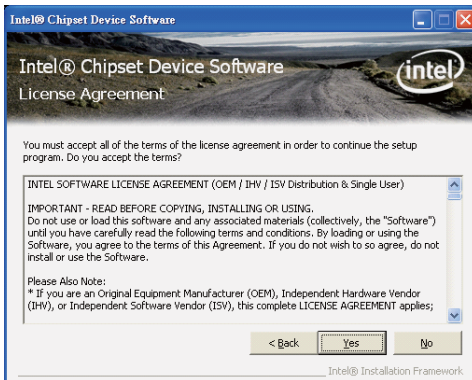 Intel® Chipset Device Software
Intel® Chipset Device Software
intel
License Agreement
You must accept all of the terms of the license agreement in order to continue the setup
program. Do you accept the terms?
INTEL SOFTWARE LICENSE AGREEMENT (OEM / IHV / ISV Distribution & Single User)
IMPORTANT - READ BEFORE COPYING, INSTALLING OR USING.
Do not use or load this software and any associated materials (collectively, the "Software")
until you have carefully read the following terms and conditions. By loading or using the
Software, you agree to the terms of this Agreement. If you do not wish to so agree, do not
install or use the Software.
Please Also Note:
* If you are an Original Equipment Manufacturer (OEM), Independent Hardware Vendor
(IHV), or Independent Software Vendor (ISV), this complete LICENSE AGREEMENT applies;
< Back Yes No
Intel® Installation Framework